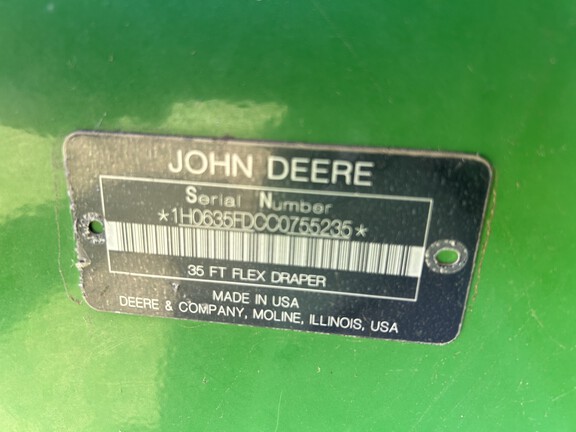 JOHN DEERE
Serial Number
*1H0635FDCC0755235*
35 FT FLEX DRAPER
MADE IN USA
DEERE & COMPANY, MOLINE, ILLINOIS, USA